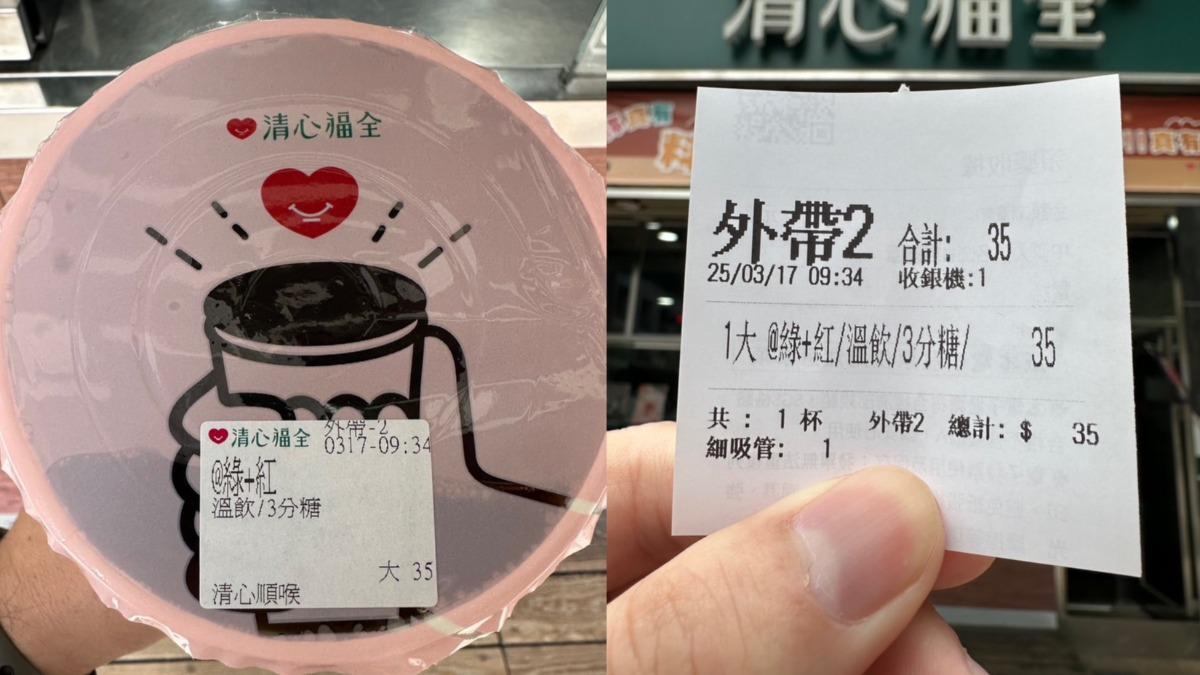 清心福全
清心福全
外帶-2
0317-09:34
@綠+紅
溫飲/3分糖
大 35
清心順喉
清心福全
外帶2 合計: 35
25/03/17 09:34 收銀機:1
1大 @綠+紅/溫飲/3分糖/ 35
共: 1 杯 外帶2 總計: $ 35
細吸管: 1